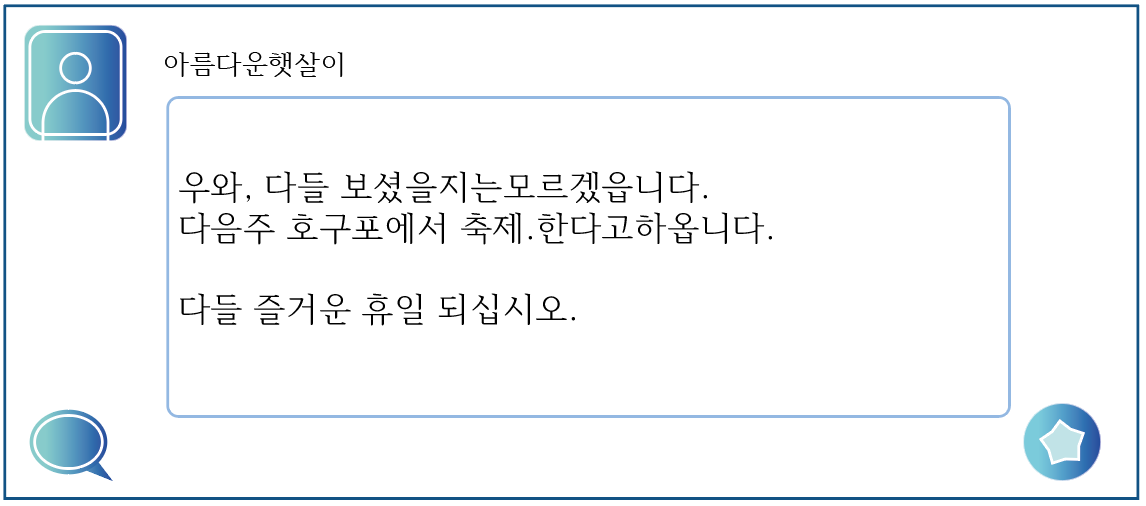 아름다운햇살이
우와, 다들 보셨을지는모르겠읍니다.
다음주 호구포에서 축제.한다고하옵니다.
다들 즐거운 휴일 되십시오.